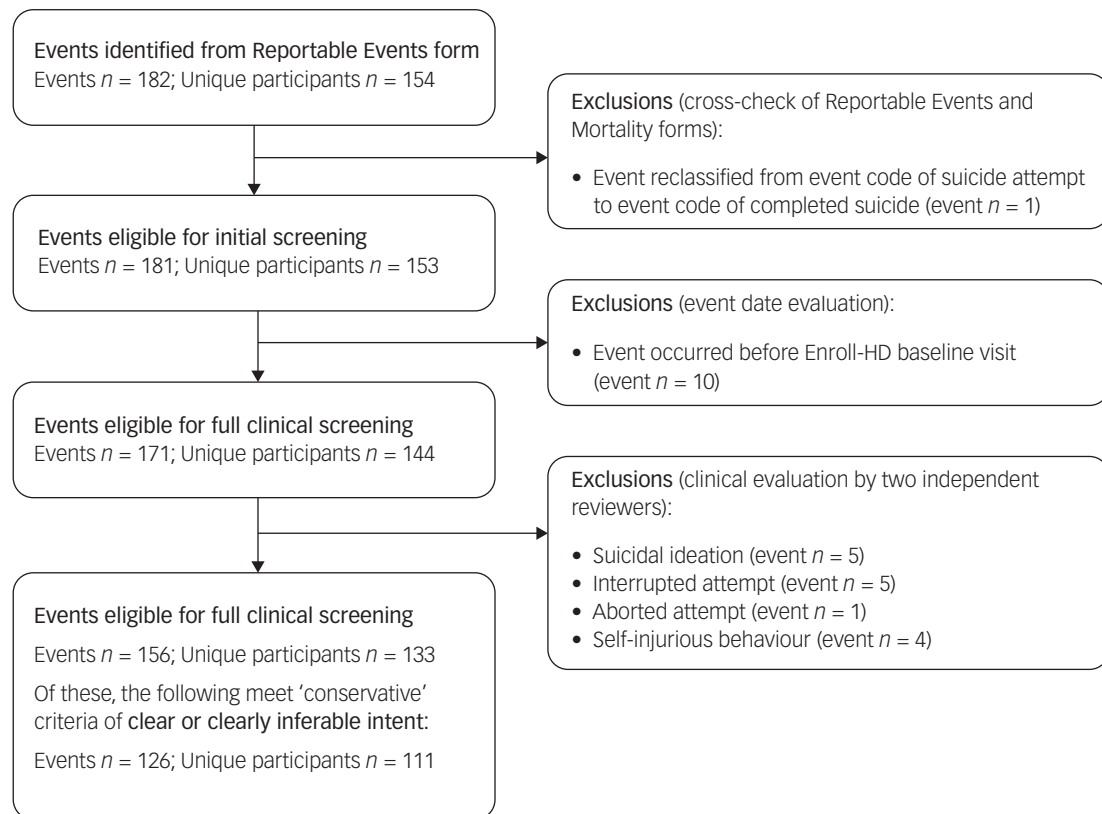 Events identified from Reportable Events form
Events n = 182; Unique participants n = 154
Exclusions (cross-check of Reportable Events and
Mortality forms):
• Event reclassified from event code of suicide attempt
to event code of completed suicide (event n = 1)
Events eligible for initial screening
Events n = 181; Unique participants n = 153
Exclusions (event date evaluation):
• Event occurred before Enroll-HD baseline visit
(event n = 10)
Events eligible for full clinical screening
Events n = 171; Unique participants n = 144
Exclusions (clinical evaluation by two independent
reviewers):
• Suicidal ideation (event n = 5)
• Interrupted attempt (event n = 5)
• Aborted attempt (event n = 1)
• Self-injurious behaviour (event n = 4)
Events eligible for full clinical screening
Events n = 156; Unique participants n = 133
Of these, the following meet ‘conservative’
criteria of clear or clearly inferable intent:
Events n = 126; Unique participants n = 111